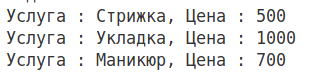 Услуга : Стрижка, Цена : 500
Услуга : Укладка, Цена : 1000
Услуга : Маникюр, Цена : 700